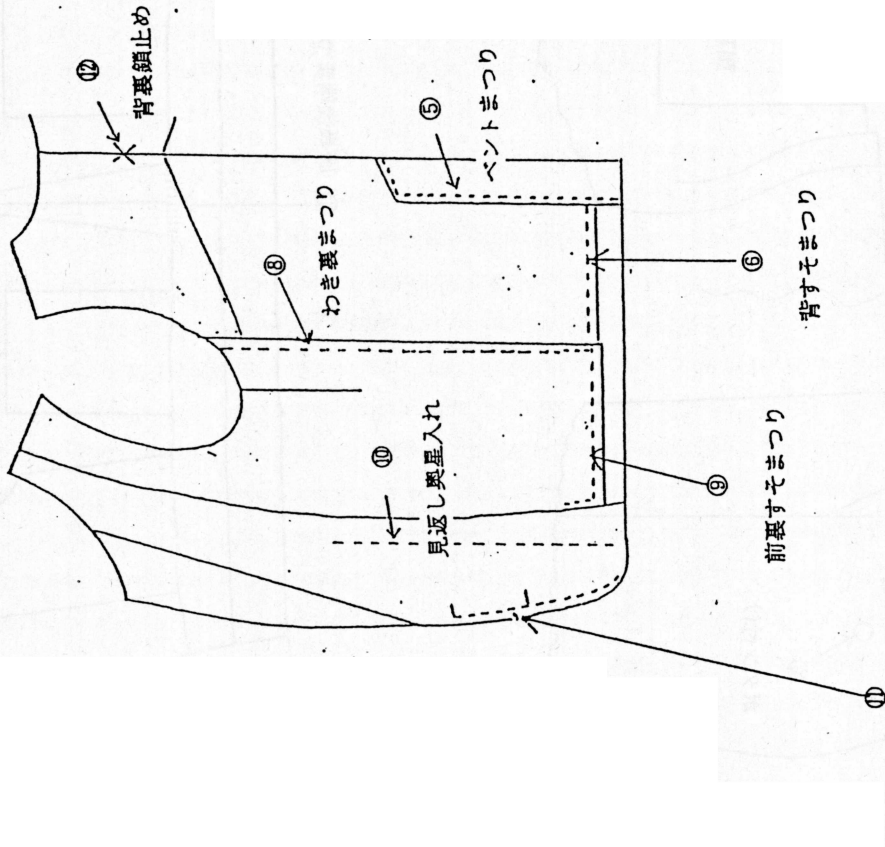 ⑫
背裏鎖止め
⑤
ベントまつり
⑧
わき裏まつり
⑥
背すそまつり
⑩
見返し奥星入れ
⑨
前裏すそまつり
⑪